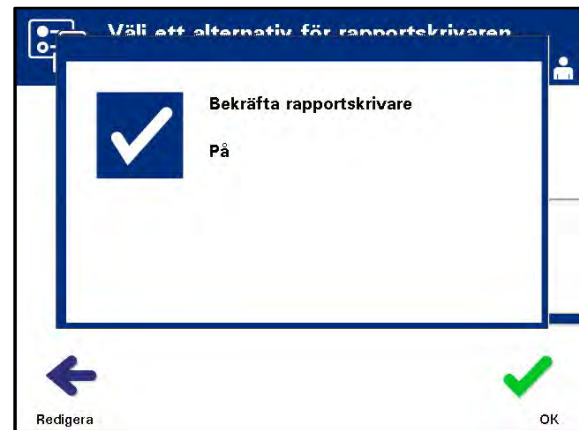 Välj ett alternativ för rapportskrivaren
Bekräfta rapportskrivare
På
Redigera
OK